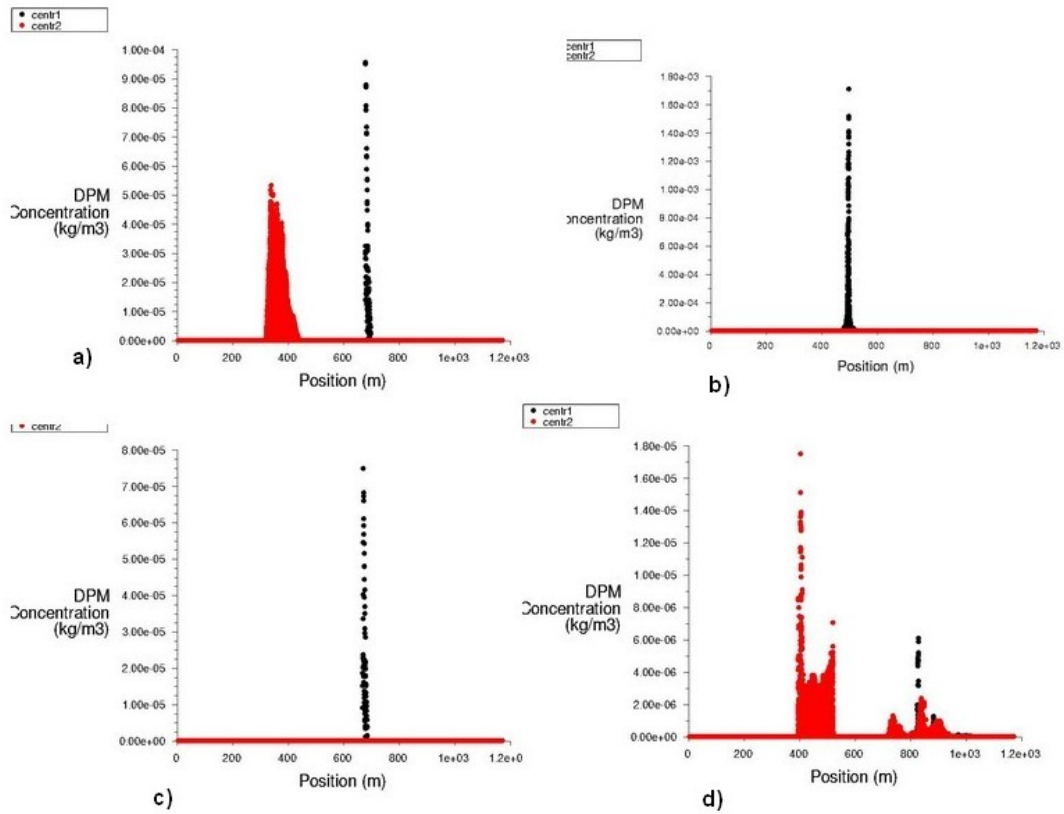 centr1
centr2
1.00e-04
9.00e-05
8.00e-05
7.00e-05
6.00e-05
5.00e-05
4.00e-05
3.00e-05
2.00e-05
1.00e-05
0.00e+00
DPM
Concentration
(kg/m3)
0 200 400 600 800 1e+03 1.2e+03
Position (m)
a)
centr1
centr2
1.80e-03
1.60e-03
1.40e-03
1.20e-03
1.00e-03
8.00e-04
6.00e-04
4.00e-04
2.00e-04
0.00e+00
DPM
oncentration
(kg/m3)
0 200 400 600 800 1e+03 1.2e+03
Position (m)
b)
centr2
8.00e-05
7.00e-05
6.00e-05
5.00e-05
4.00e-05
3.00e-05
2.00e-05
1.00e-05
0.00e+00
DPM
Concentration
(kg/m3)
0 200 400 600 800 1e+03 1.2e+03
Position (m)
c)
centr1
centr2
1.80e-05
1.60e-05
1.40e-05
1.20e-05
1.00e-05
8.00e-06
6.00e-06
4.00e-06
2.00e-06
0.00e+00
DPM
Concentration
(kg/m3)
0 200 400 600 800 1e+03 1.2e+03
Position (m)
d)